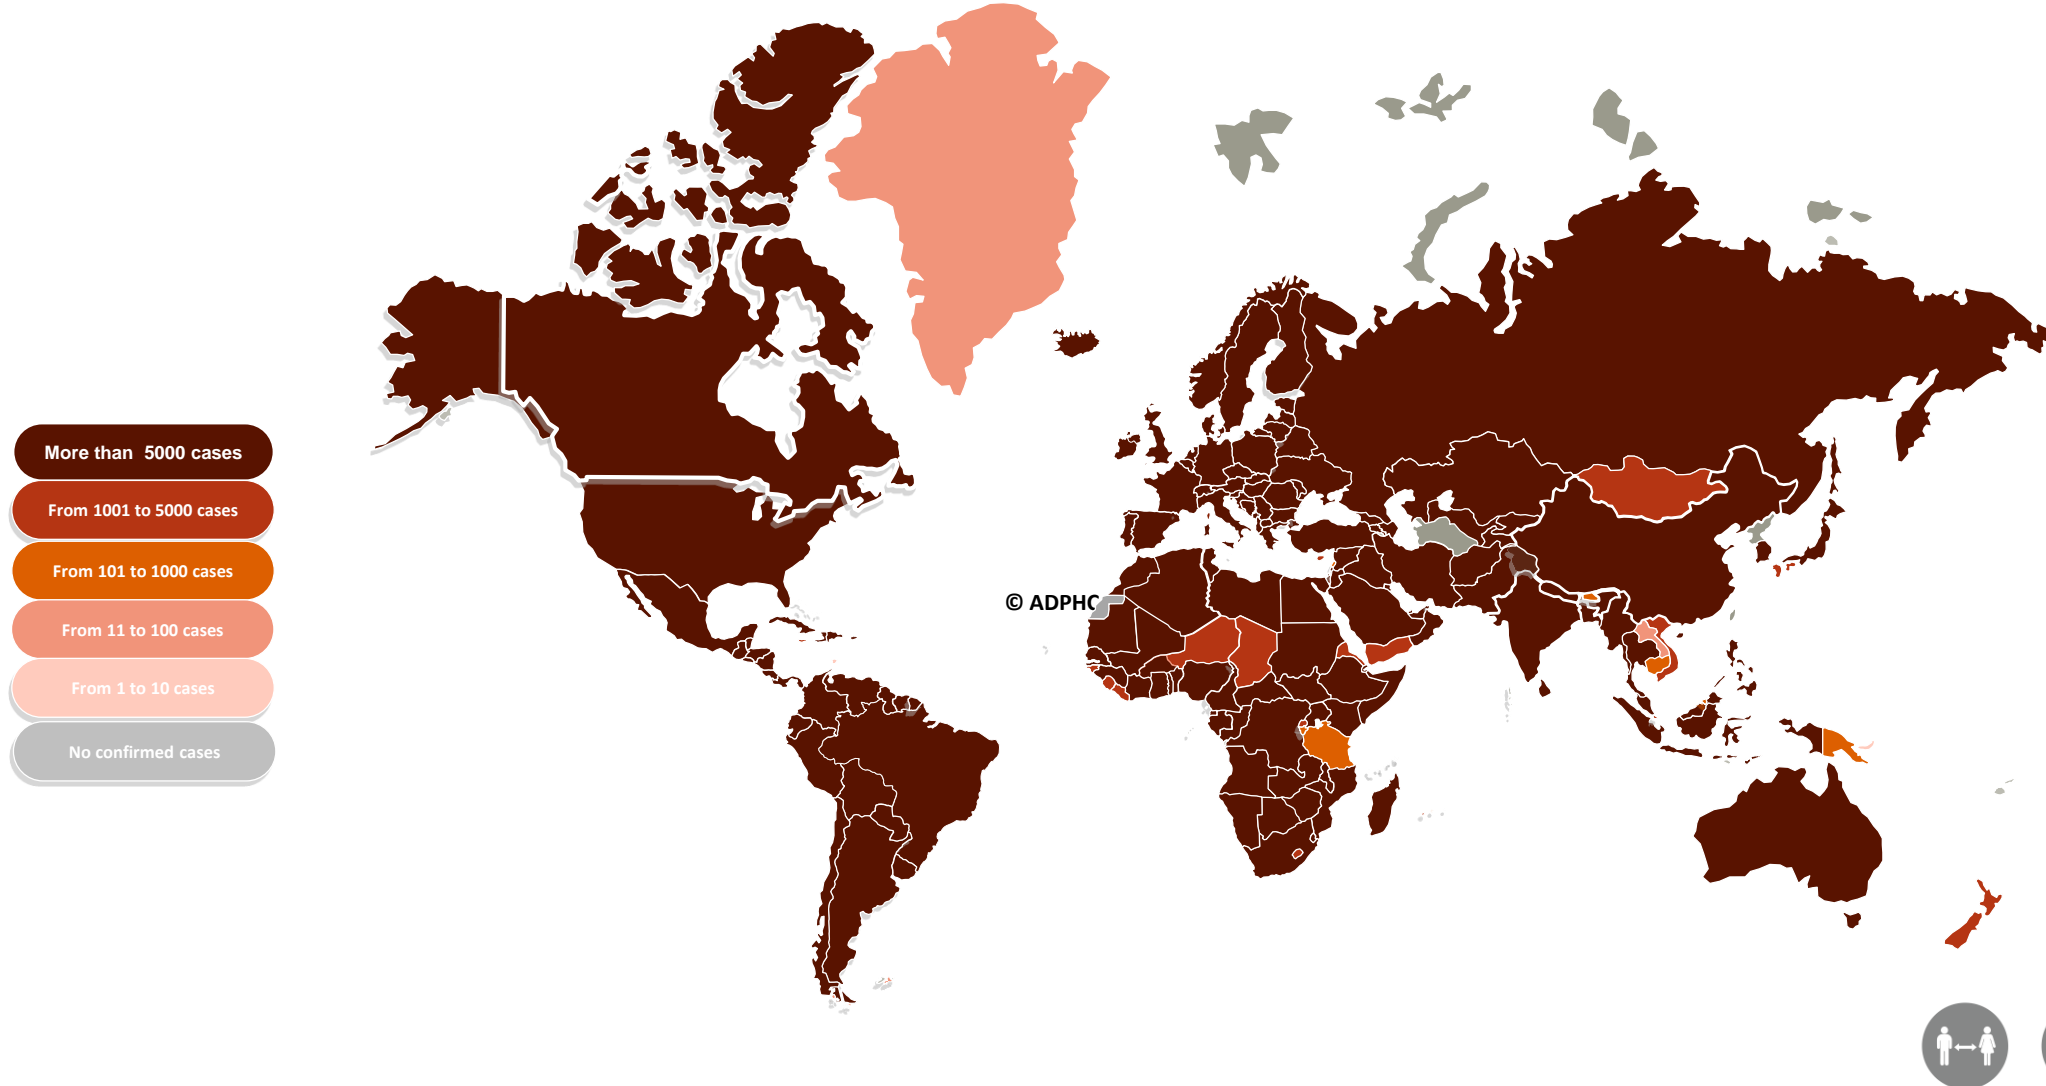 More than  5000 cases
From 1001 to 5000 cases
From 101 to 1000 cases
From 11 to 100 cases
From 1 to 10 cases
No confirmed cases
© ADPHC